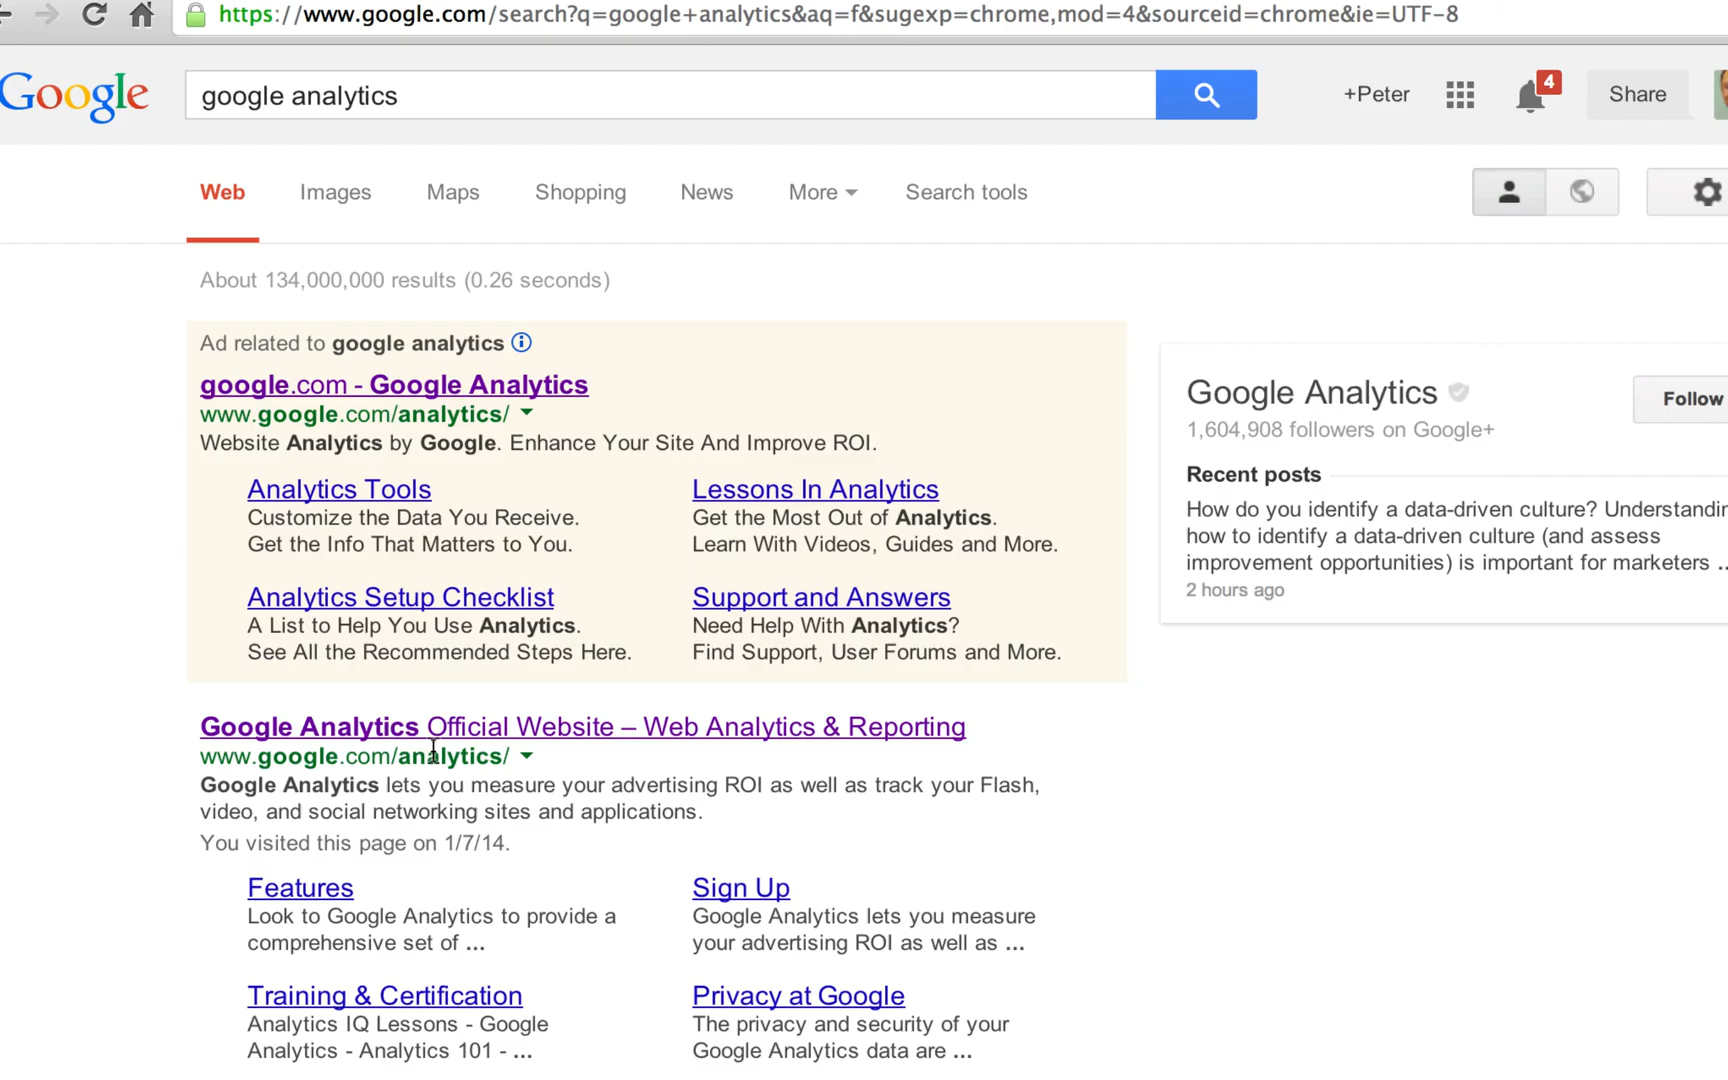 https://www.google.com/search?q=google+analytics&aq=f&sugexp=chrome,mod=4&sourceid=chrome&ie=UTF-8
Google
google analytics
+Peter
4
Share
Web
Images
Maps
Shopping
News
More
Search tools
About 134,000,000 results (0.26 seconds)
Ad related to google analytics
google.com - Google Analytics
www.google.com/analytics/
Website Analytics by Google. Enhance Your Site And Improve ROI.
Analytics Tools
Customize the Data You Receive.
Get the Info That Matters to You.
Lessons In Analytics
Get the Most Out of Analytics.
Learn With Videos, Guides and More.
Analytics Setup Checklist
A List to Help You Use Analytics.
See All the Recommended Steps Here.
Support and Answers
Need Help With Analytics?
Find Support, User Forums and More.
Google Analytics Official Website – Web Analytics & Reporting
www.google.com/analytics/
Google Analytics lets you measure your advertising ROI as well as track your Flash,
video, and social networking sites and applications.
You visited this page on 1/7/14.
Features
Look to Google Analytics to provide a
comprehensive set of ...
Sign Up
Google Analytics lets you measure
your advertising ROI as well as ...
Training & Certification
Analytics IQ Lessons - Google
Analytics - Analytics 101 - ...
Privacy at Google
The privacy and security of your
Google Analytics data are ...
Google Analytics
Follow
1,604,908 followers on Google+
Recent posts
How do you identify a data-driven culture? Understandin
how to identify a data-driven culture (and assess
improvement opportunities) is important for marketers ..
2 hours ago